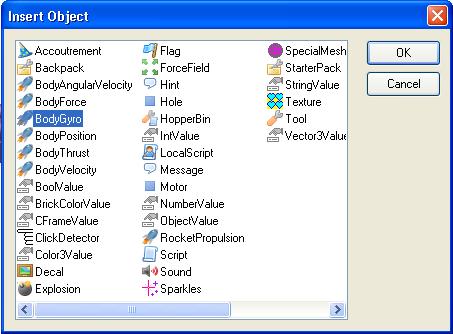 Insert Object
Accoutrement
Backpack
BodyAngularVelocity
BodyForce
BodyGyro
BodyPosition
BodyThrust
BodyVelocity
BoolValue
BrickColorValue
CFrameValue
ClickDetector
Color3Value
Decal
Explosion
Flag
ForceField
Hint
Hole
HopperBin
IntValue
LocalScript
Message
Motor
NumberValue
ObjectValue
RocketPropulsion
Script
Sound
Sparkles
SpecialMesh
StarterPack
StringValue
Texture
Tool
Vector3Value
OK
Cancel